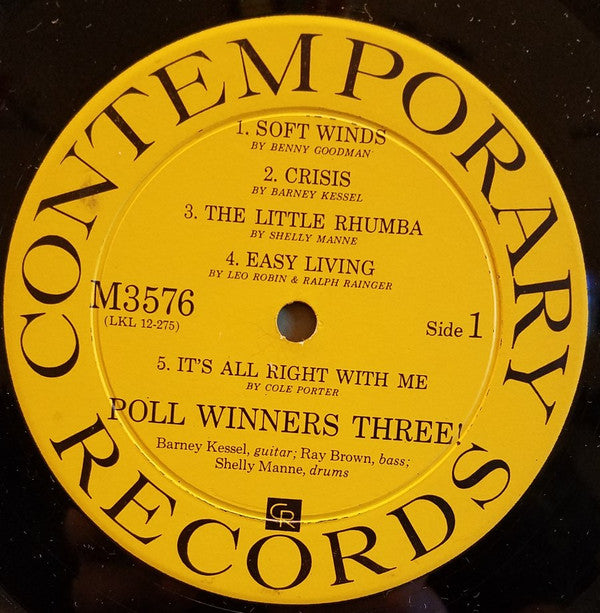 CONTEMPORARY
1. SOFT WINDS
BY BENNY GOODMAN
2. CRISIS
BY BARNEY KESSEL
3. THE LITTLE RHUMBA
BY SHELLY MANNE
4. EASY LIVING
BY LEO ROBIN & RALPH RAINGER
M3576
(LKL 12-275)
Side 1
5. IT'S ALL RIGHT WITH ME
BY COLE PORTER
POLL WINNERS THREE!
Barney Kessel, guitar; Ray Brown, bass;
Shelly Manne, drums
CR
RECORDS